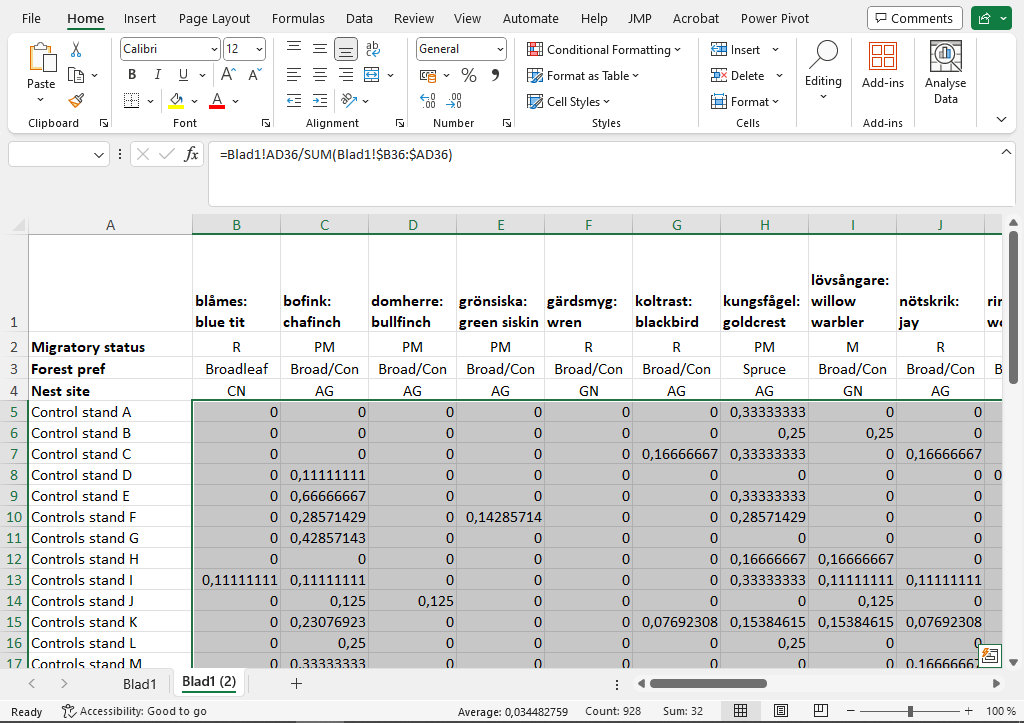 File Home Insert Page Layout Formulas Data Review View Automate Help JMP Acrobat Power Pivot Comments
Paste
Clipboard
Calibri 12
B I U A A
A
Font
ab
Alignment
General
% 9
,00
Number
Conditional Formatting
Format as Table
Cell Styles
Styles
Insert
Delete
Format
Cells
Editing
Add-ins
Add-ins
Analyse
Data
fx =Blad1!AD36/SUM(Blad1!$B36:$AD36)
A B C D E F G H I J
1 blåmes: blue tit bofink: chafinch domherre: bullfinch grönsiska: green siskin gärdsmyg: wren koltrast: blackbird kungsfågel: goldcrest lövsångare: willow warbler nötskrik: jay
2 Migratory status R PM PM PM R R PM M R
3 Forest pref Broadleaf Broad/Con Broad/Con Broad/Con Broad/Con Broad/Con Spruce Broad/Con Broad/Con B
4 Nest site CN AG AG AG GN AG AG GN AG
5 Control stand A 0 0 0 0 0 0 0,33333333 0 0
6 Control stand B 0 0 0 0 0 0 0,25 0,25 0
7 Control stand C 0 0 0 0 0 0,16666667 0,33333333 0 0,16666667
8 Control stand D 0 0,11111111 0 0 0 0 0 0 0 0
9 Control stand E 0 0,66666667 0 0 0 0 0,33333333 0 0
10 Controls stand F 0 0,28571429 0 0,14285714 0 0 0,28571429 0 0
11 Controls stand G 0 0,42857143 0 0 0 0 0 0 0
12 Controls stand H 0 0 0 0 0 0 0,16666667 0,16666667 0
13 Controls stand I 0,11111111 0,11111111 0 0 0 0 0,33333333 0,11111111 0,11111111
14 Controls stand J 0 0,125 0,125 0 0 0 0 0,125 0
15 Controls stand K 0 0,23076923 0 0 0 0,07692308 0,15384615 0,15384615 0,07692308
16 Controls stand L 0 0,25 0 0 0 0 0,25 0 0
17 Controls stand M 0 0,33333333 0 0 0 0 0 0 0,16666667
Blad1 Blad1 (2)
Ready Accessibility: Good to go Average: 0,034482759 Count: 928 Sum: 32 100 %